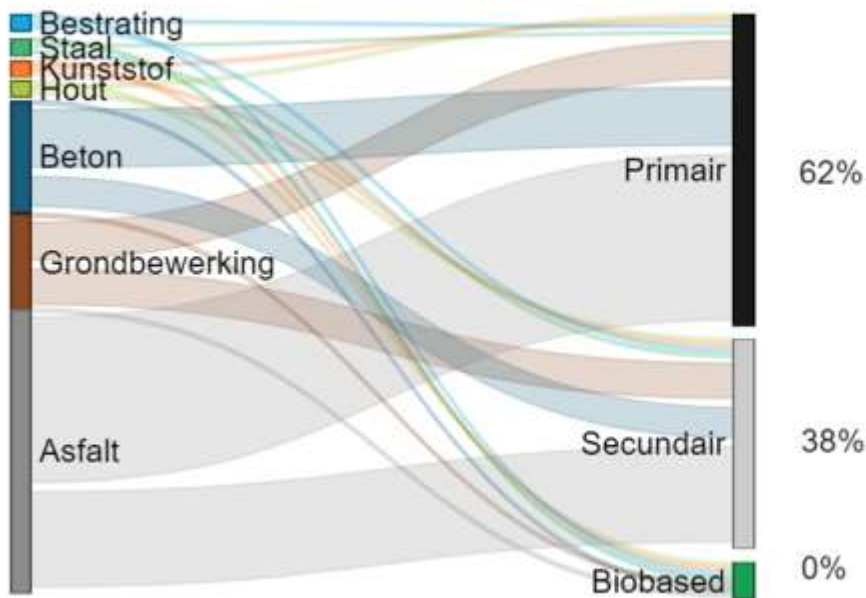 Bestrating
Staal
Kunststof
Hout
Beton
Grondbewerking
Asfalt
Primair
62%
Secundair
38%
Biobased
0%